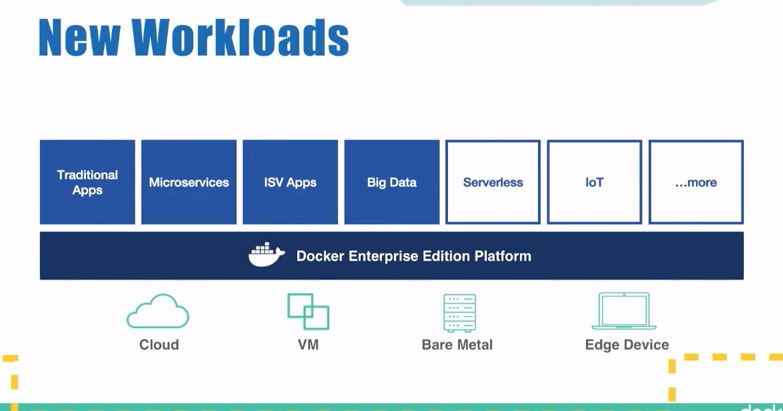 New Workloads
Traditional
Apps
Microservices
ISV Apps
Big Data
Serverless
IoT
...more
Docker Enterprise Edition Platform
Cloud
VM
Bare Metal
Edge Device